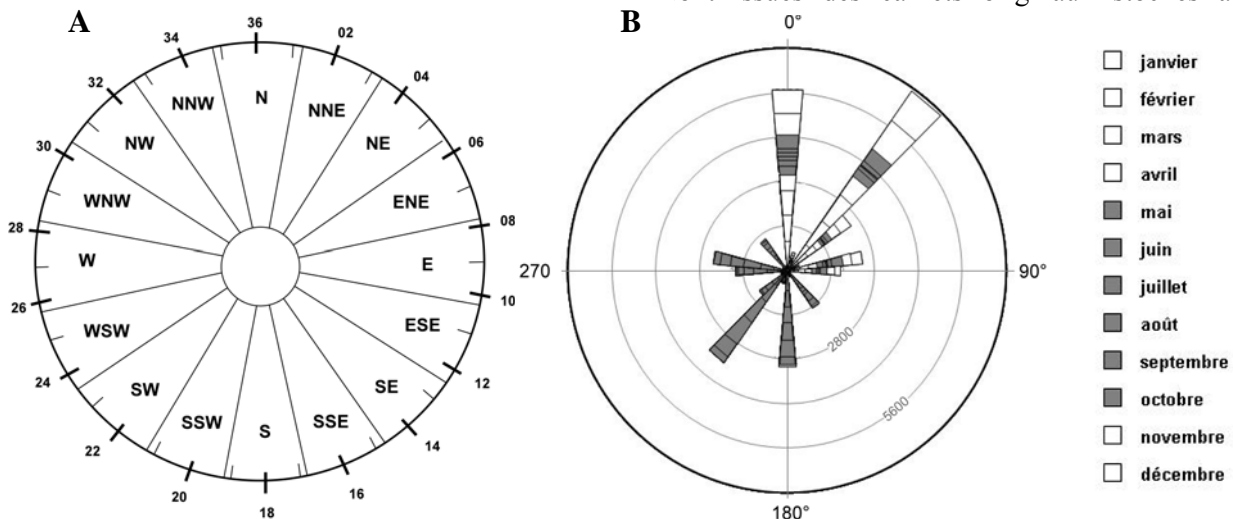 A
B
36
02
04
06
08
10
12
14
16
18
20
22
24
26
28
30
32
34
N
NNE
NE
ENE
E
ESE
SE
SSE
S
SSW
SW
WSW
W
WNW
NW
NNW
0°
90°
180°
270
2800
5600
janvier
février
mars
avril
mai
juin
juillet
août
septembre
octobre
novembre
décembre